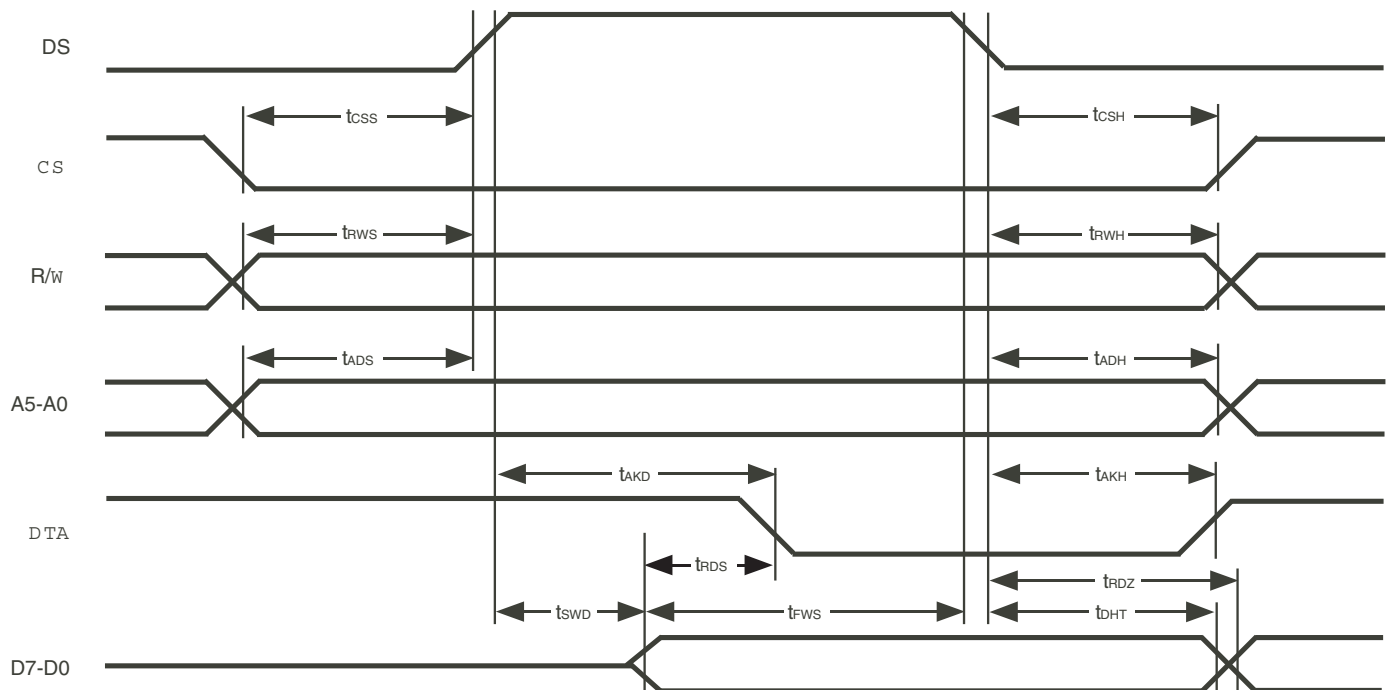 DS
tCSS
tCSH
CS
tRWS
tRWH
R/W
tADS
tADH
A5-A0
tAKD
tAKH
DTA
tRDS
tRDZ
tSWD
tFWS
tDHT
D7-D0